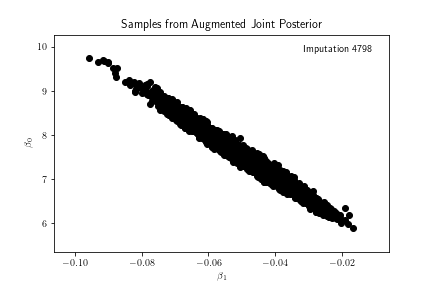 Samples from Augmented Joint Posterior
Imputation 4798
10
9
8
7
6
β₀
−0.10
−0.08
−0.06
−0.04
−0.02
β₁